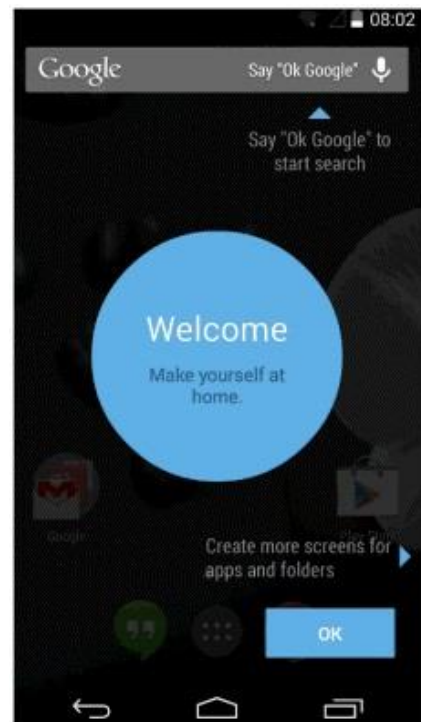 08:02
Google Say "Ok Google"
Say "Ok Google" to
start search
Welcome
Make yourself at
home.
Google
Create more screens for
apps and folders
OK